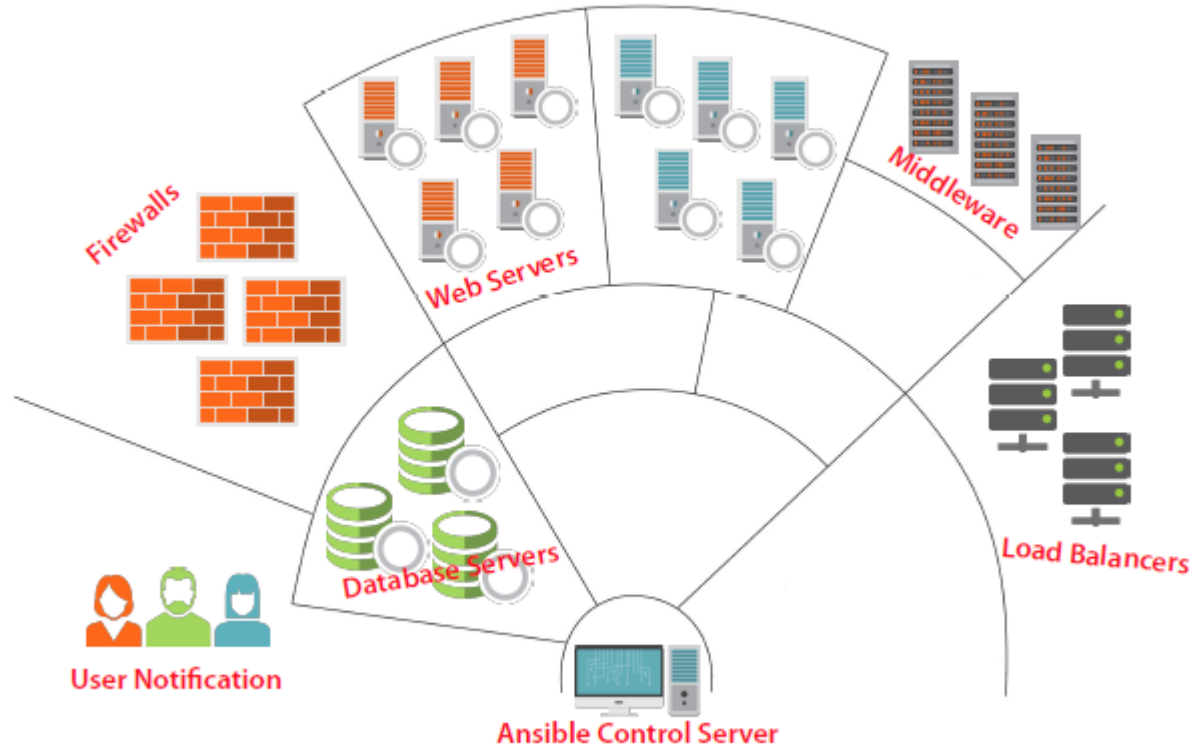 Firewalls
Web Servers
Middleware
Database Servers
Load Balancers
User Notification
Ansible Control Server